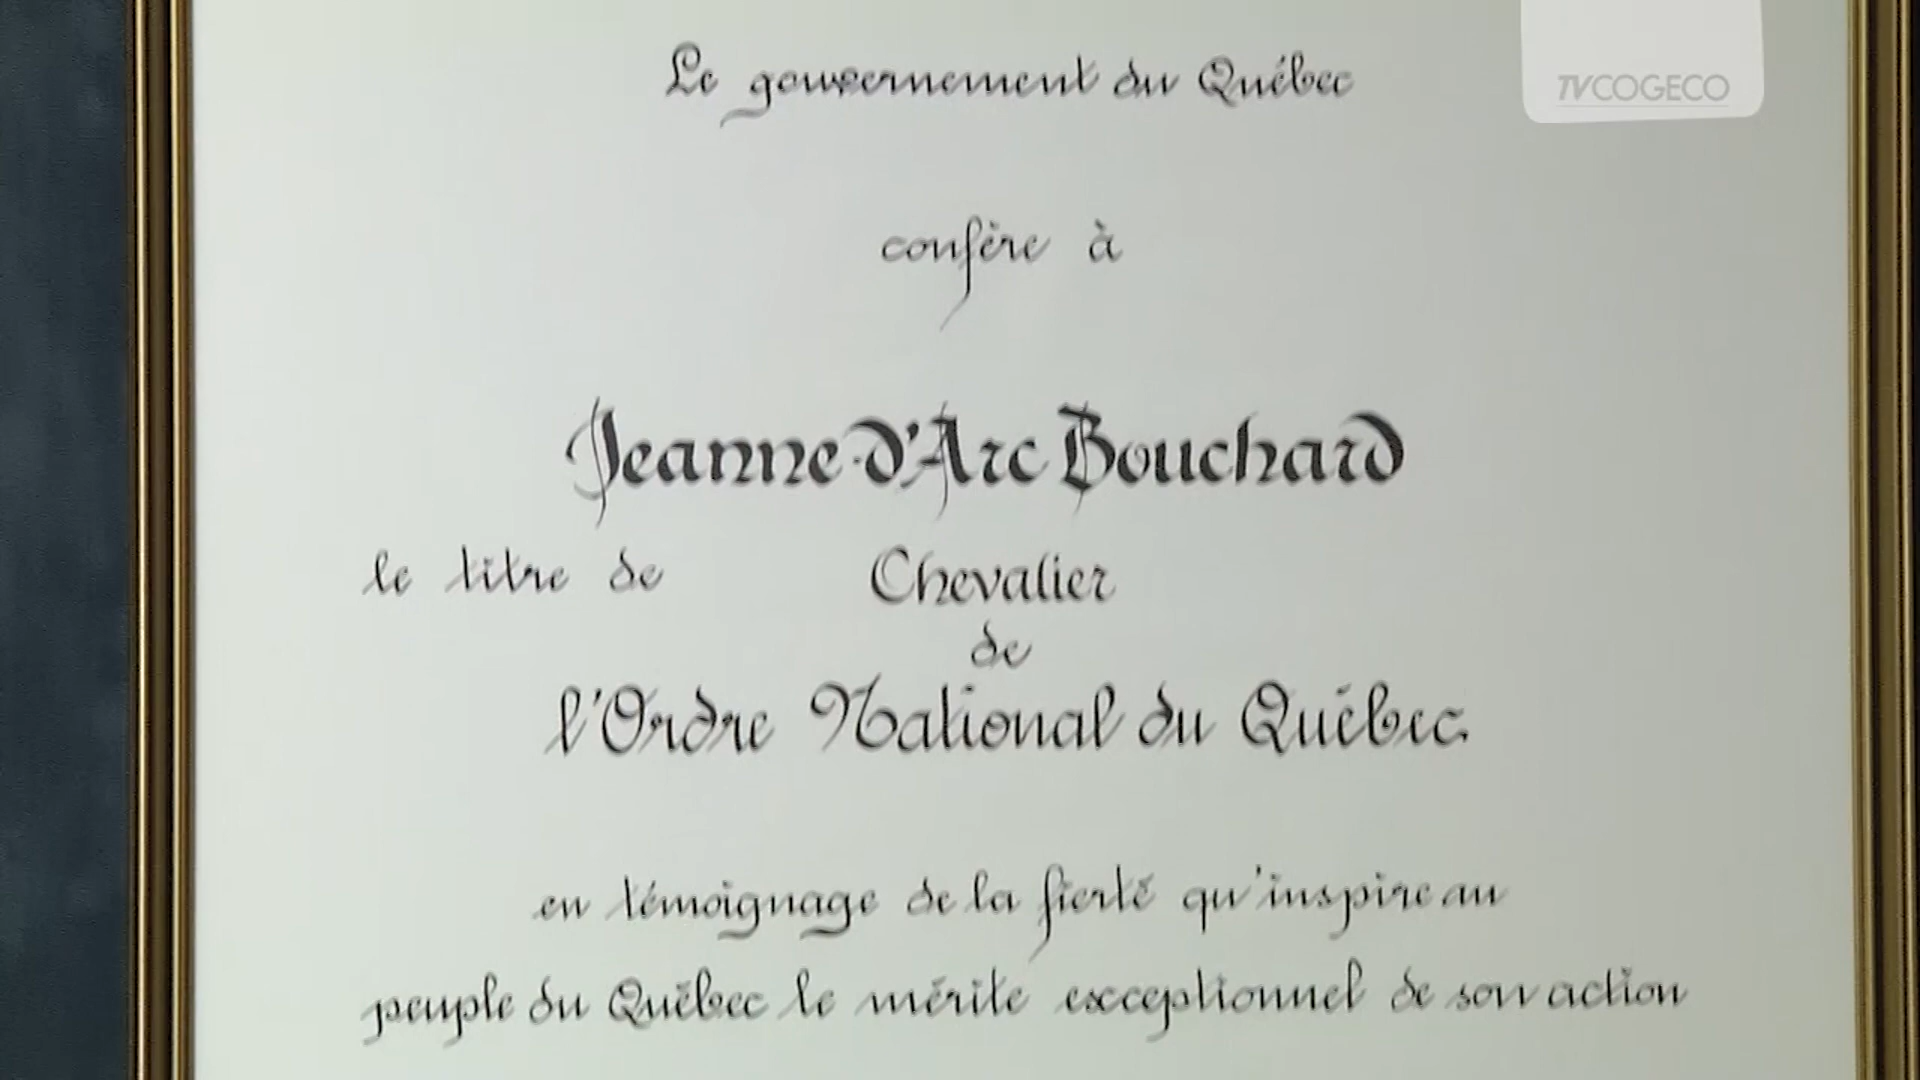 TVCOGECO
Le gouvernement du Québec
confère à
Jeanne-d'Arc Bouchard
le titre de Chevalier
de
l'Ordre National du Québec
en témoignage de la fierté qu'inspire au
peuple du Québec le mérite exceptionnel de son action